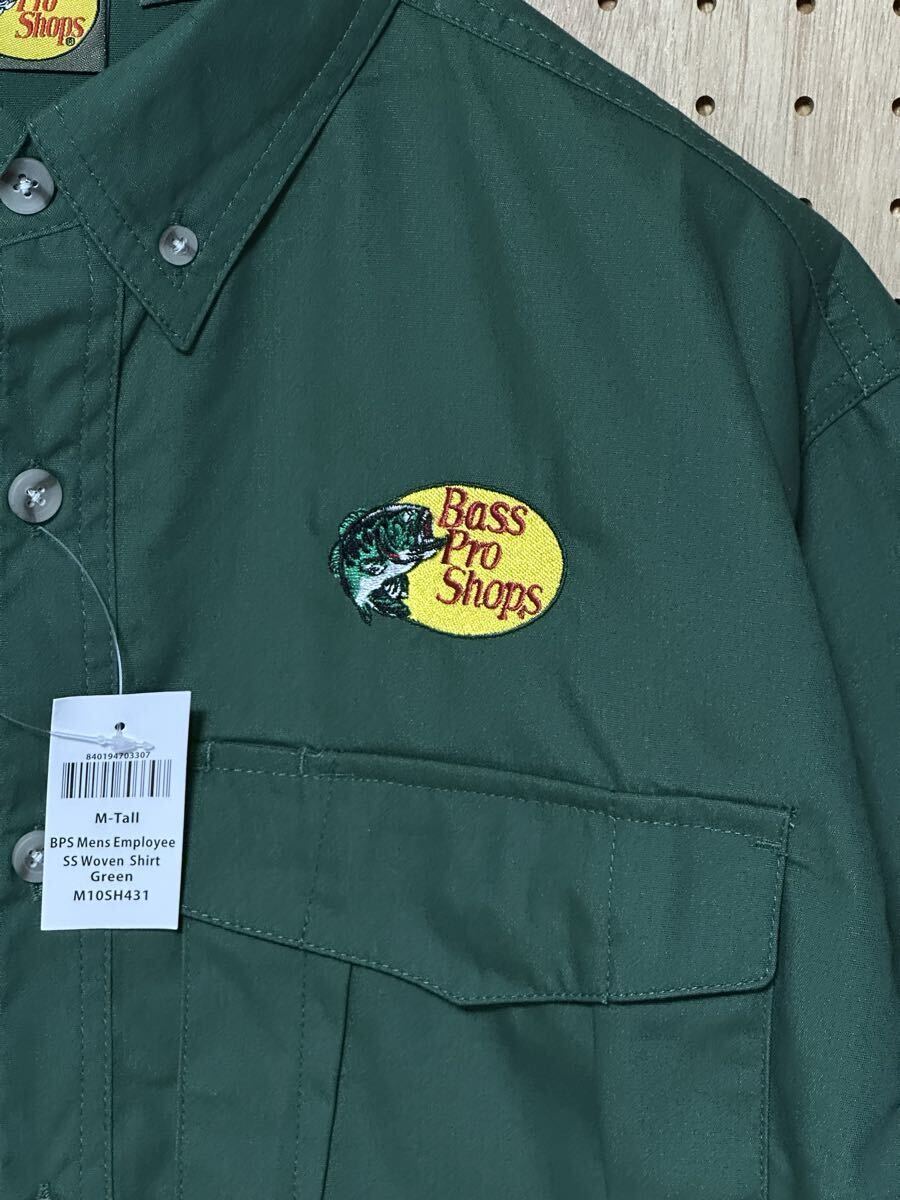 Pro
Shops®
Bass
Pro
Shops
840194703307
M-Tall
BPS Mens Employee
SS Woven Shirt
Green
M10SH431